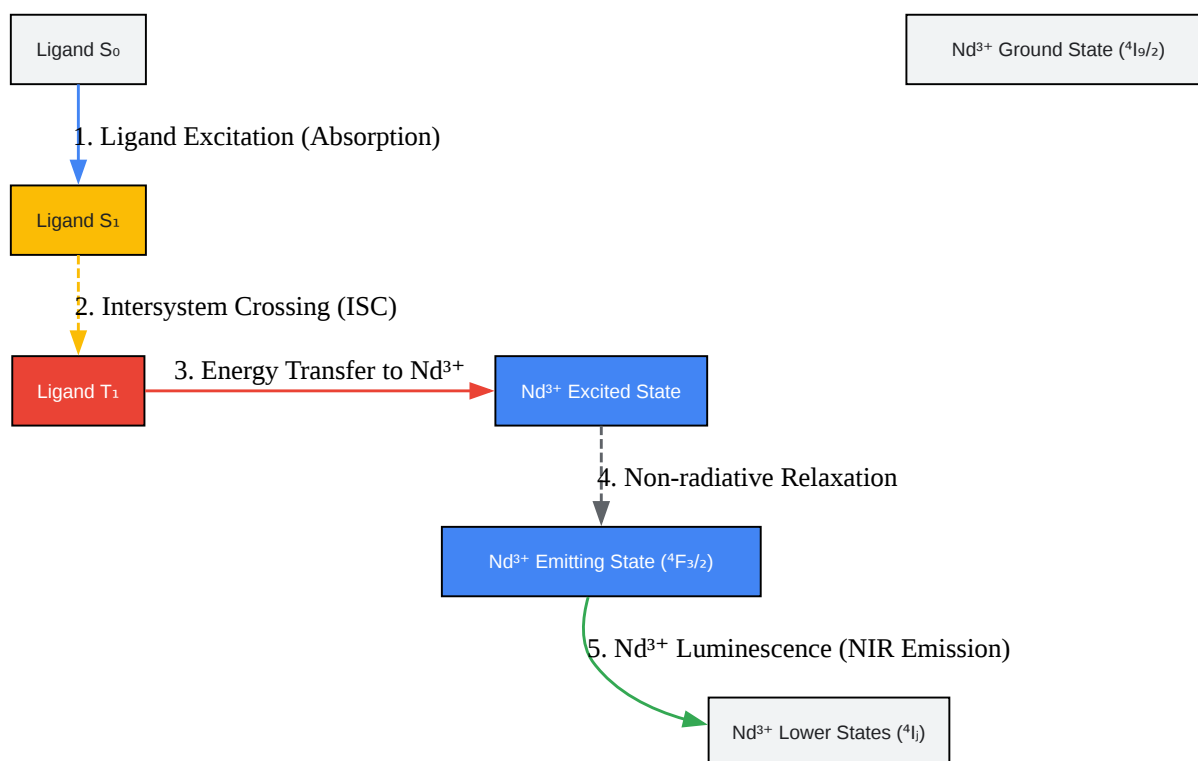 Ligand S₀
Nd³⁺ Ground State (⁴I₉/₂)
1. Ligand Excitation (Absorption)
Ligand S₁
2. Intersystem Crossing (ISC)
3. Energy Transfer to Nd³⁺
Ligand T₁
Nd³⁺ Excited State
4. Non-radiative Relaxation
Nd³⁺ Emitting State (⁴F₃/₂)
5. Nd³⁺ Luminescence (NIR Emission)
Nd³⁺ Lower States (⁴Iⱼ)